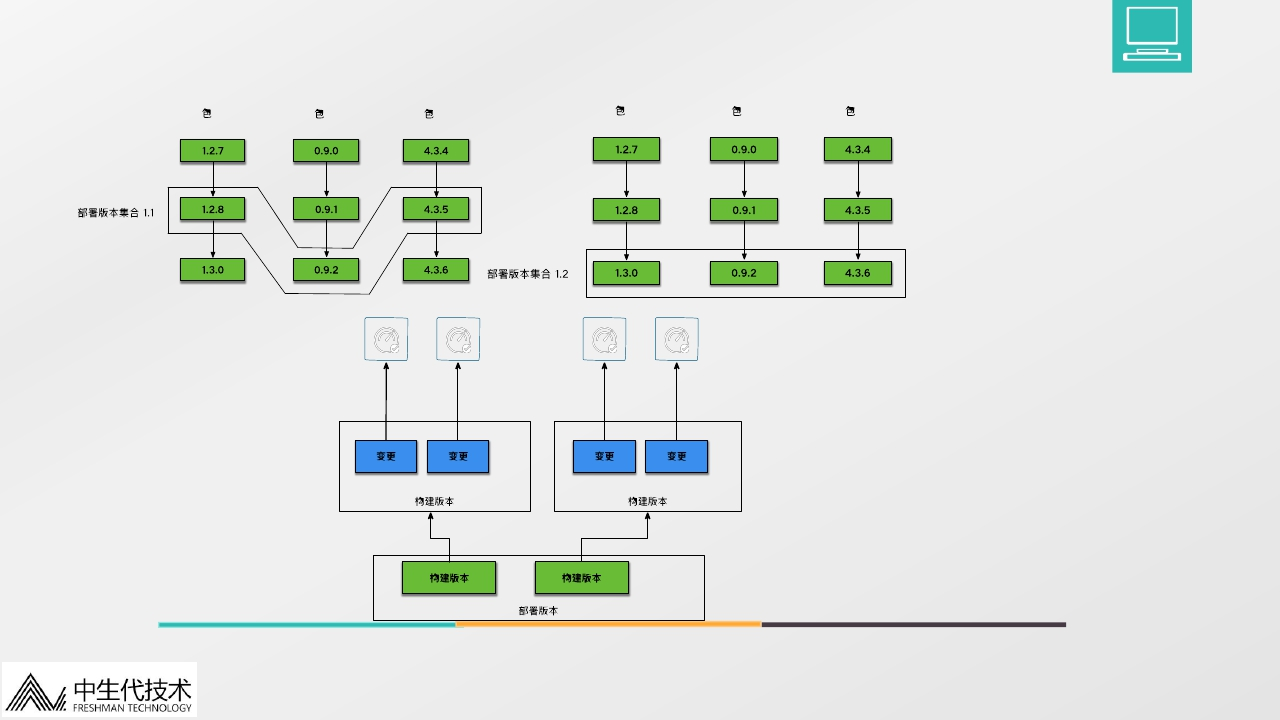 包 包 包
1.2.7 0.9.0 4.3.4
部署版本集合 1.1 1.2.8 0.9.1 4.3.5
1.3.0 0.9.2 4.3.6
包 包 包
1.2.7 0.9.0 4.3.4
1.2.8 0.9.1 4.3.5
部署版本集合 1.2 1.3.0 0.9.2 4.3.6
变更 变更 变更 变更
构建版本 构建版本
构建版本 构建版本
部署版本
中生代技术
FRESHMAN TECHNOLOGY